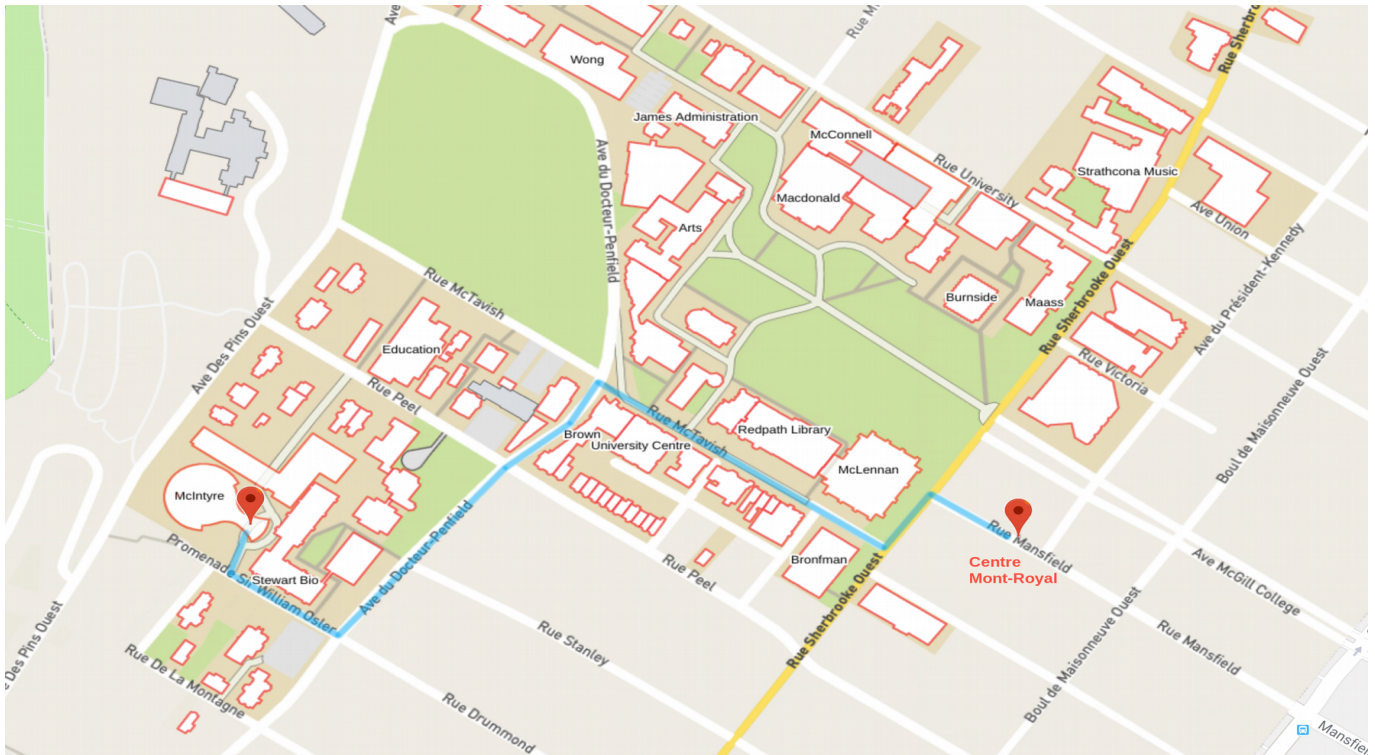 Ave
Rue M
Rue Sherbro
Wong
James Administration
McConnell
Ave du Docteur-Penfield
Rue University
Strathcona Music
Macdonald
Arts
Ave Union
Rue McTavish
Burnside
Maass
Rue Sherbrooke Ouest
Ave du Président-Kennedy
Ave Des Pins Ouest
Education
Rue Victoria
Rue Peel
Boul de Maisonneuve Ouest
Rue McTavish
Brown
University Centre
Redpath Library
McLennan
McIntyre
Rue Mansfield
Centre
Mont-Royal
Promenade Sir William Osler
Stewart Bio
Ave du Docteur-Penfield
Bronfman
Rue Peel
Rue Sherbrooke Ouest
Ave McGill College
e Des Pins Ouest
Rue Stanley
Boul de Maisonneuve Ouest
Rue Mansfield
Rue De La Montagne
Rue Drummond
Mansfie